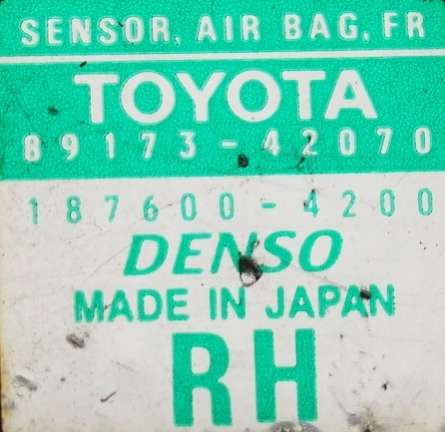 SENSOR, AIR BAG, FR
TOYOTA
89173-42070
187600-4200
DENSO
MADE IN JAPAN
RH